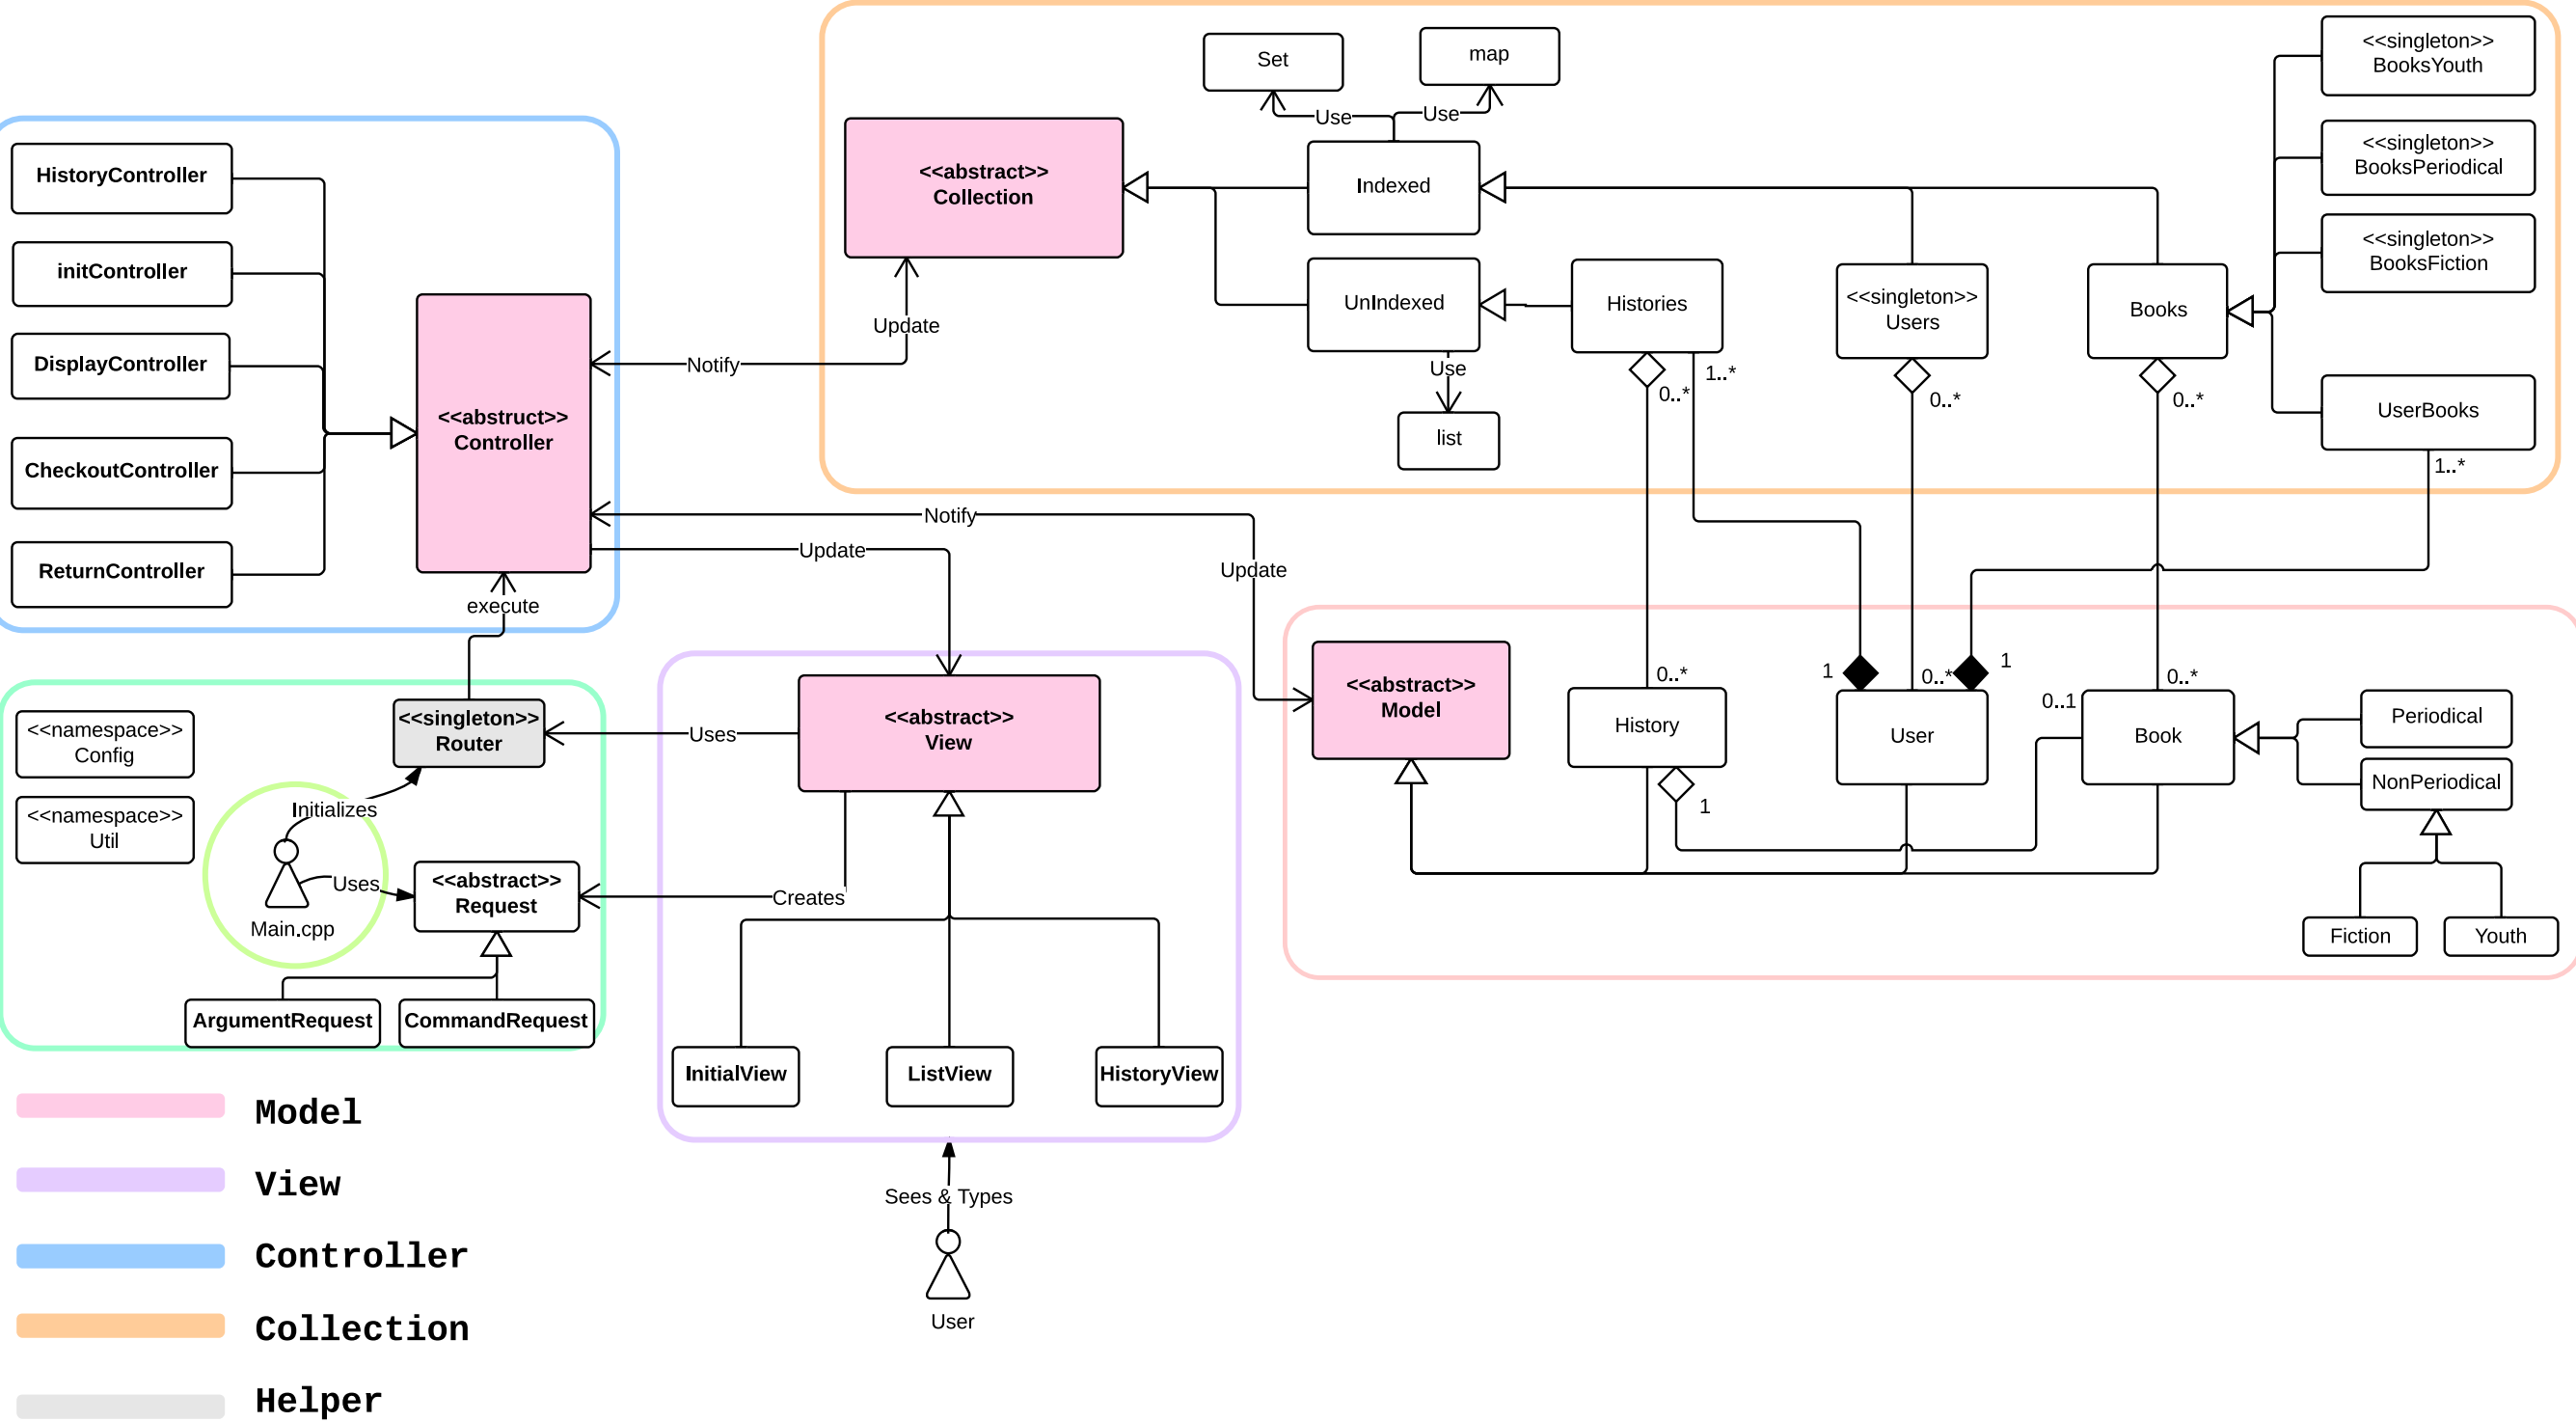 Set
map
<<singleton>>
BooksYouth
Use
Use
<<singleton>>
BooksPeriodical
<<abstract>>
Collection
Indexed
HistoryController
<<singleton>>
BooksFiction
initController
UnIndexed
Histories
<<singleton>>
Users
Books
Update
DisplayController
Notify
Use
1..*
0..*
0..*
0..*
UserBooks
<<abstruct>>
Controller
list
1..*
CheckoutController
Notify
Update
Update
ReturnController
execute
1
0..*
1
0..*
0..*
0..1
<<abstract>>
Model
<<namespace>>
Config
<<singleton>>
Router
Uses
<<abstract>>
View
History
User
Book
Periodical
NonPeriodical
1
Initializes
<<namespace>>
Util
Uses
<<abstract>>
Request
Creates
Main.cpp
Fiction
Youth
ArgumentRequest
CommandRequest
InitialView
ListView
HistoryView
Model
View
Sees & Types
Controller
User
Collection
Helper